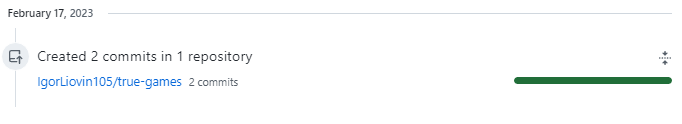 February 17, 2023
Created 2 commits in 1 repository
IgorLiovin105/true-games 2 commits